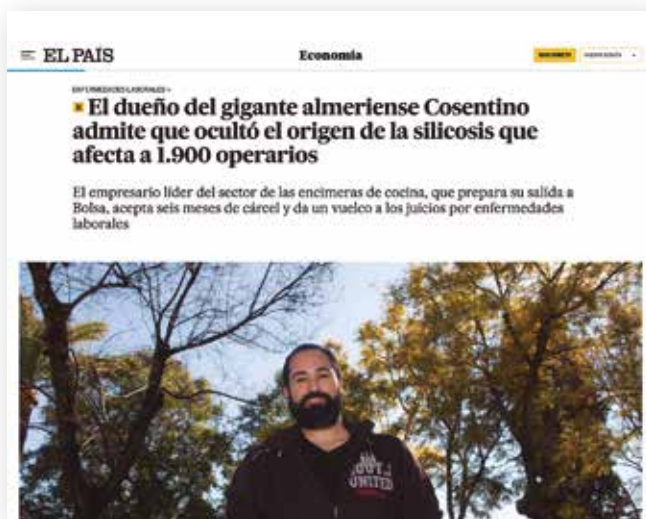 EL PAÍS
Economía
ENFERMEDADES LABORALES
El dueño del gigante almeriense Cosentino
admite que ocultó el origen de la silicosis que
afecta a 1.900 operarios
El empresario líder del sector de las encimeras de cocina, que prepara su salida a
Bolsa, acepta seis meses de cárcel y da un vuelco a los juicios por enfermedades
laborales
UNITED